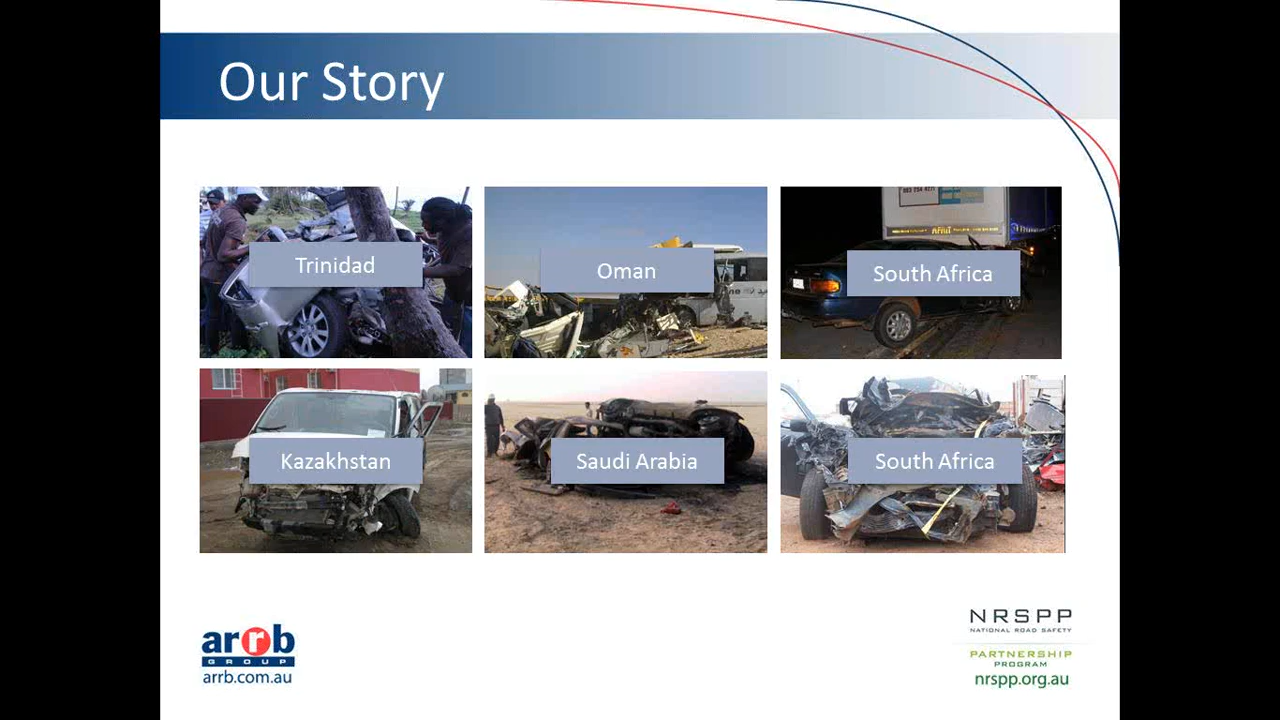 Our Story
Trinidad
Oman
South Africa
Kazakhstan
Saudi Arabia
South Africa
arrb
GROUP
arrb.com.au
NRSPP
NATIONAL ROAD SAFETY
PARTNERSHIP
PROGRAM
nrspp.org.au